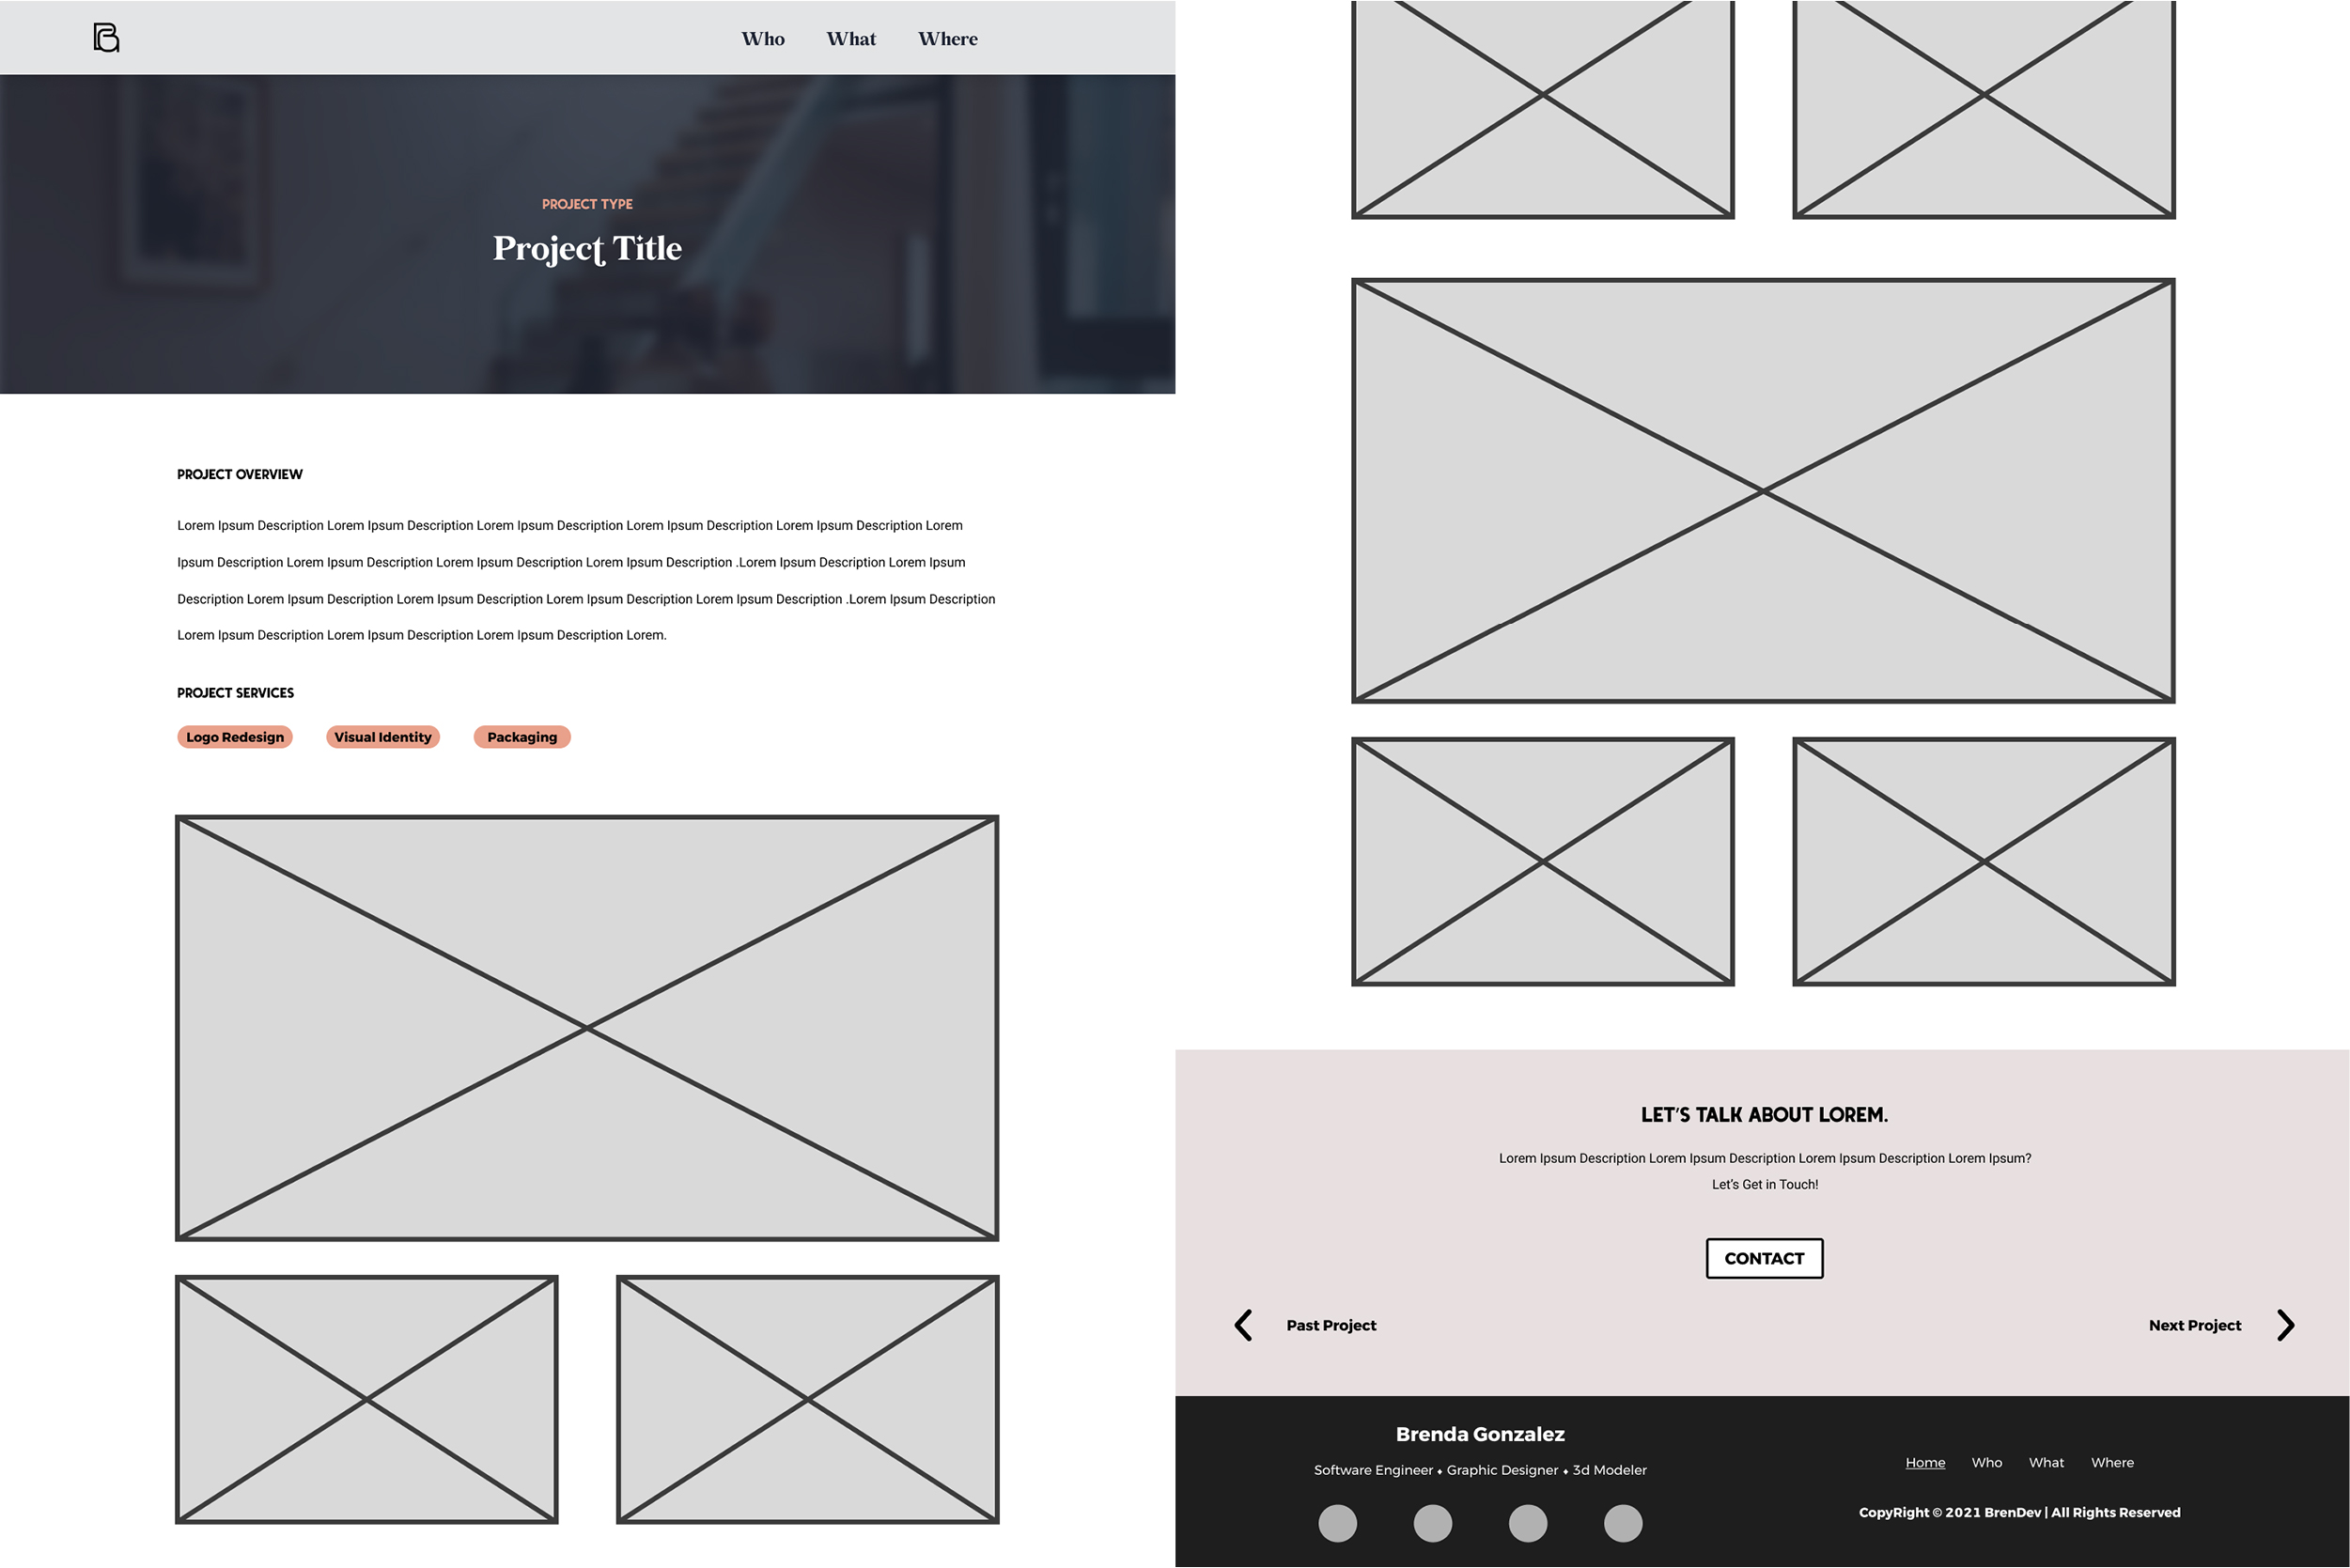 Who What Where
PROJECT TYPE
Project Title
PROJECT OVERVIEW
Lorem Ipsum Description Lorem Ipsum Description Lorem Ipsum Description Lorem Ipsum Description Lorem Ipsum Description Lorem
Ipsum Description Lorem Ipsum Description Lorem Ipsum Description Lorem Ipsum Description .Lorem Ipsum Description Lorem Ipsum
Description Lorem Ipsum Description Lorem Ipsum Description Lorem Ipsum Description Lorem Ipsum Description .Lorem Ipsum Description
Lorem Ipsum Description Lorem Ipsum Description Lorem Ipsum Description Lorem.
PROJECT SERVICES
Logo Redesign Visual Identity Packaging
LET'S TALK ABOUT LOREM.
Lorem Ipsum Description Lorem Ipsum Description Lorem Ipsum Description Lorem Ipsum?
Let's Get in Touch!
CONTACT
Past Project Next Project
Brenda Gonzalez
Software Engineer ⬧ Graphic Designer ⬧ 3d Modeler
Home Who What Where
CopyRight © 2021 BrenDev | All Rights Reserved